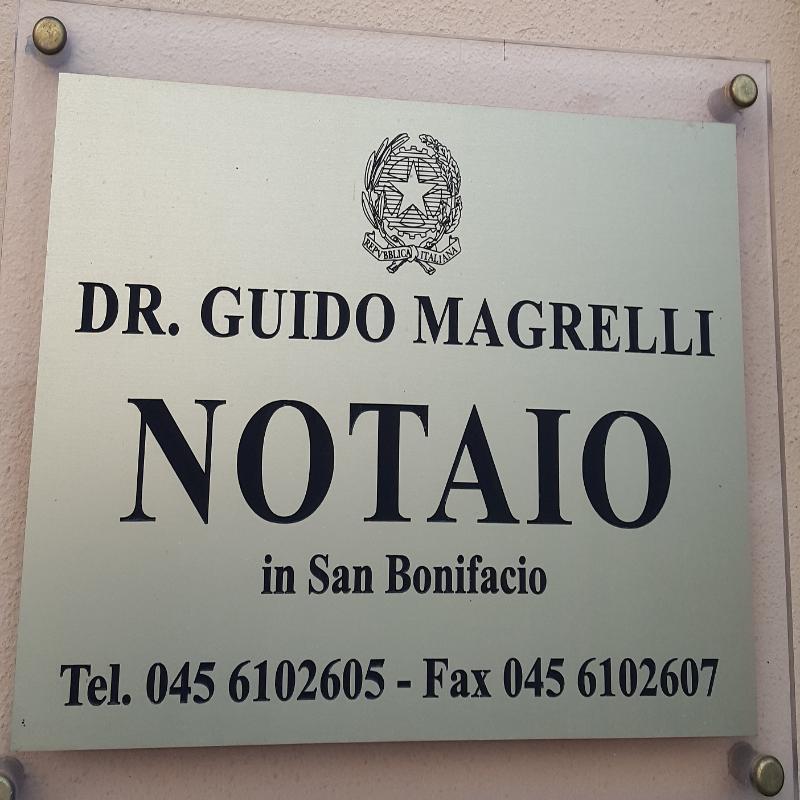 REPVBBLICA ITALIANA
DR. GUIDO MAGRELLI
NOTAIO
in San Bonifacio
Tel. 045 6102605 - Fax 045 6102607